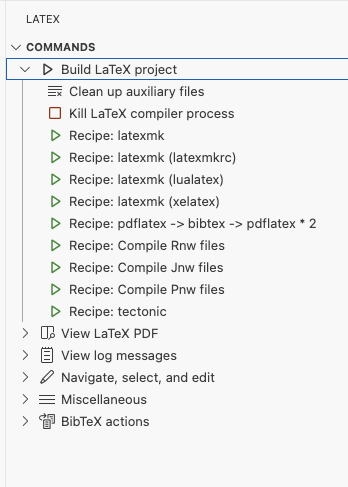 LATEX
COMMANDS
Build LaTeX project
Clean up auxiliary files
Kill LaTeX compiler process
Recipe: latexmk
Recipe: latexmk (latexmkrc)
Recipe: latexmk (lualatex)
Recipe: latexmk (xelatex)
Recipe: pdflatex -> bibtex -> pdflatex * 2
Recipe: Compile Rnw files
Recipe: Compile Jnw files
Recipe: Compile Pnw files
Recipe: tectonic
View LaTeX PDF
View log messages
Navigate, select, and edit
Miscellaneous
BibTeX actions